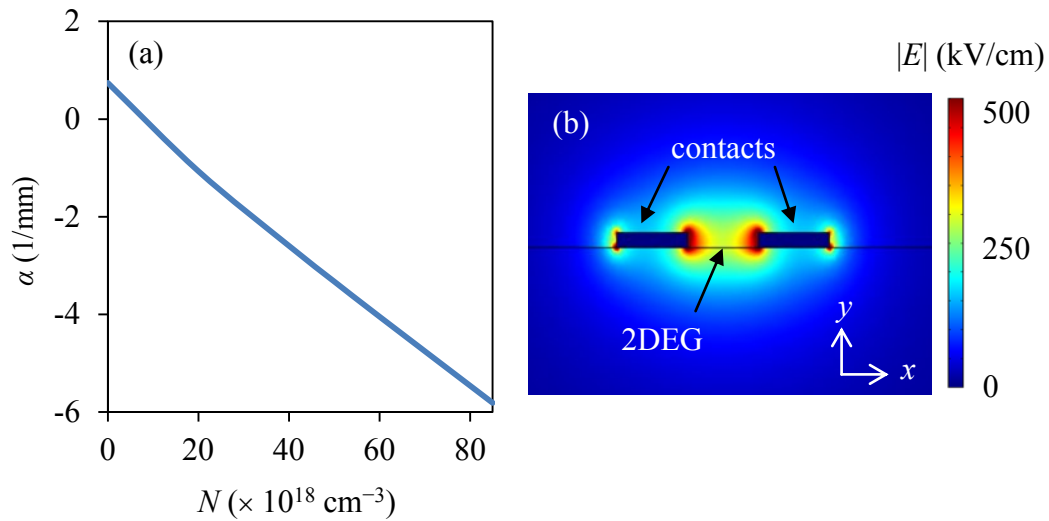 (a)
2
0
-2
-4
-6
α (1/mm)
0 20 40 60 80
N (× 10¹⁸ cm⁻³)
(b)
contacts
2DEG
y
x
|E| (kV/cm)
500
250
0